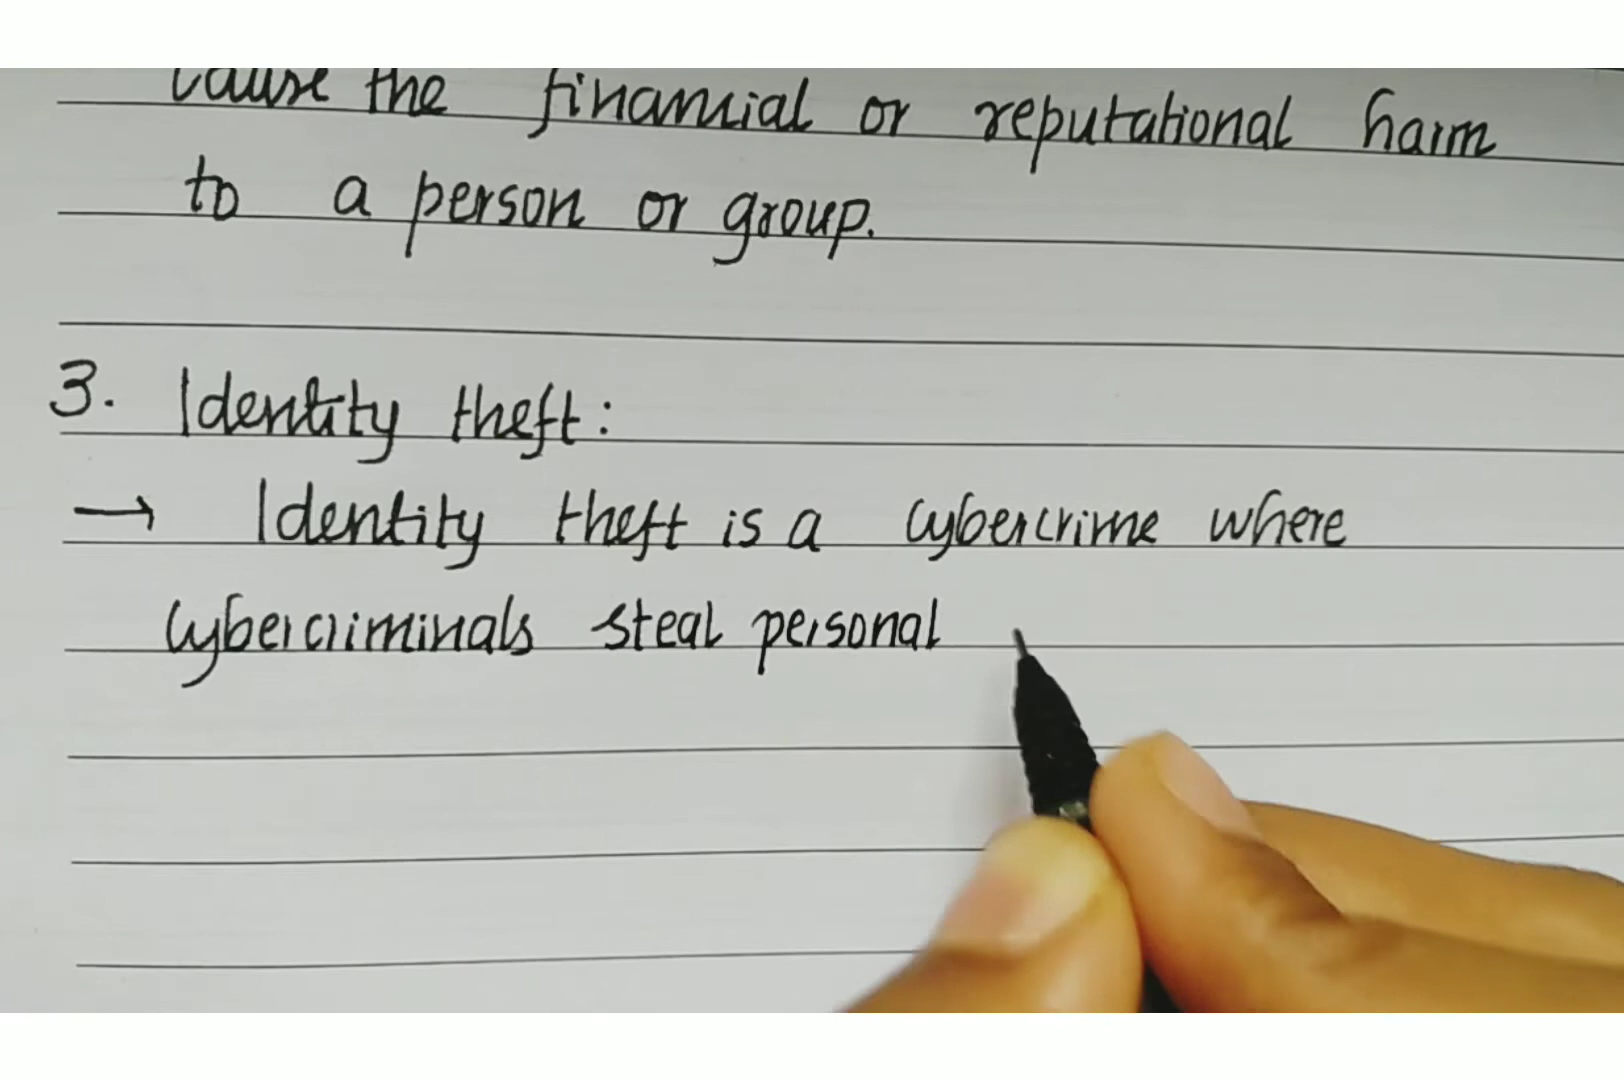 cause the financial or reputational harm
to a person or group.
3. Identity theft:
→ Identity theft is a cybercrime where
cybercriminals steal personal